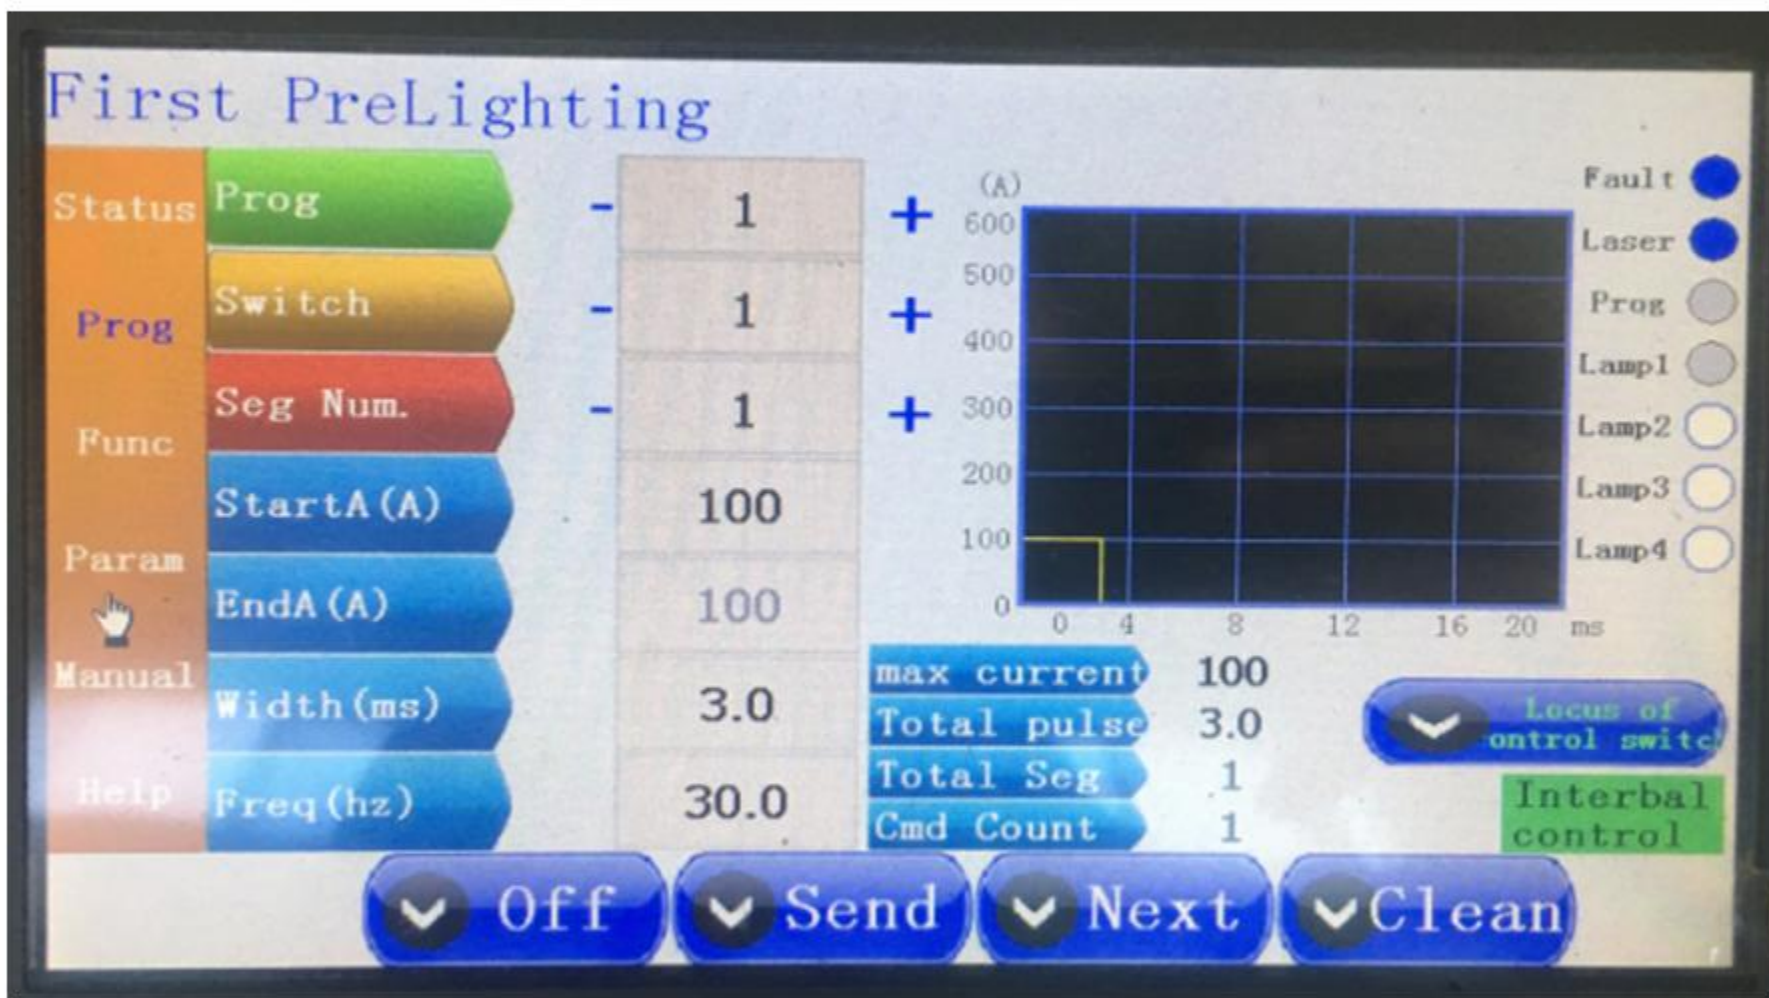 First PreLighting
Status
Prog
Func
Param
Manual
Help
Prog - 1 +
Switch - 1 +
Seg Num. - 1 +
StartA(A) 100
EndA(A) 100
Width(ms) 3.0
Freq(hz) 30.0
(A)
600
500
400
300
200
100
0
0 4 8 12 16 20 ms
Fault
Laser
Prog
Lamp1
Lamp2
Lamp3
Lamp4
max current 100
Total pulse 3.0
Total Seg 1
Cmd Count 1
Locus of
ontrol switc
Interbal
control
Off Send Next Clean